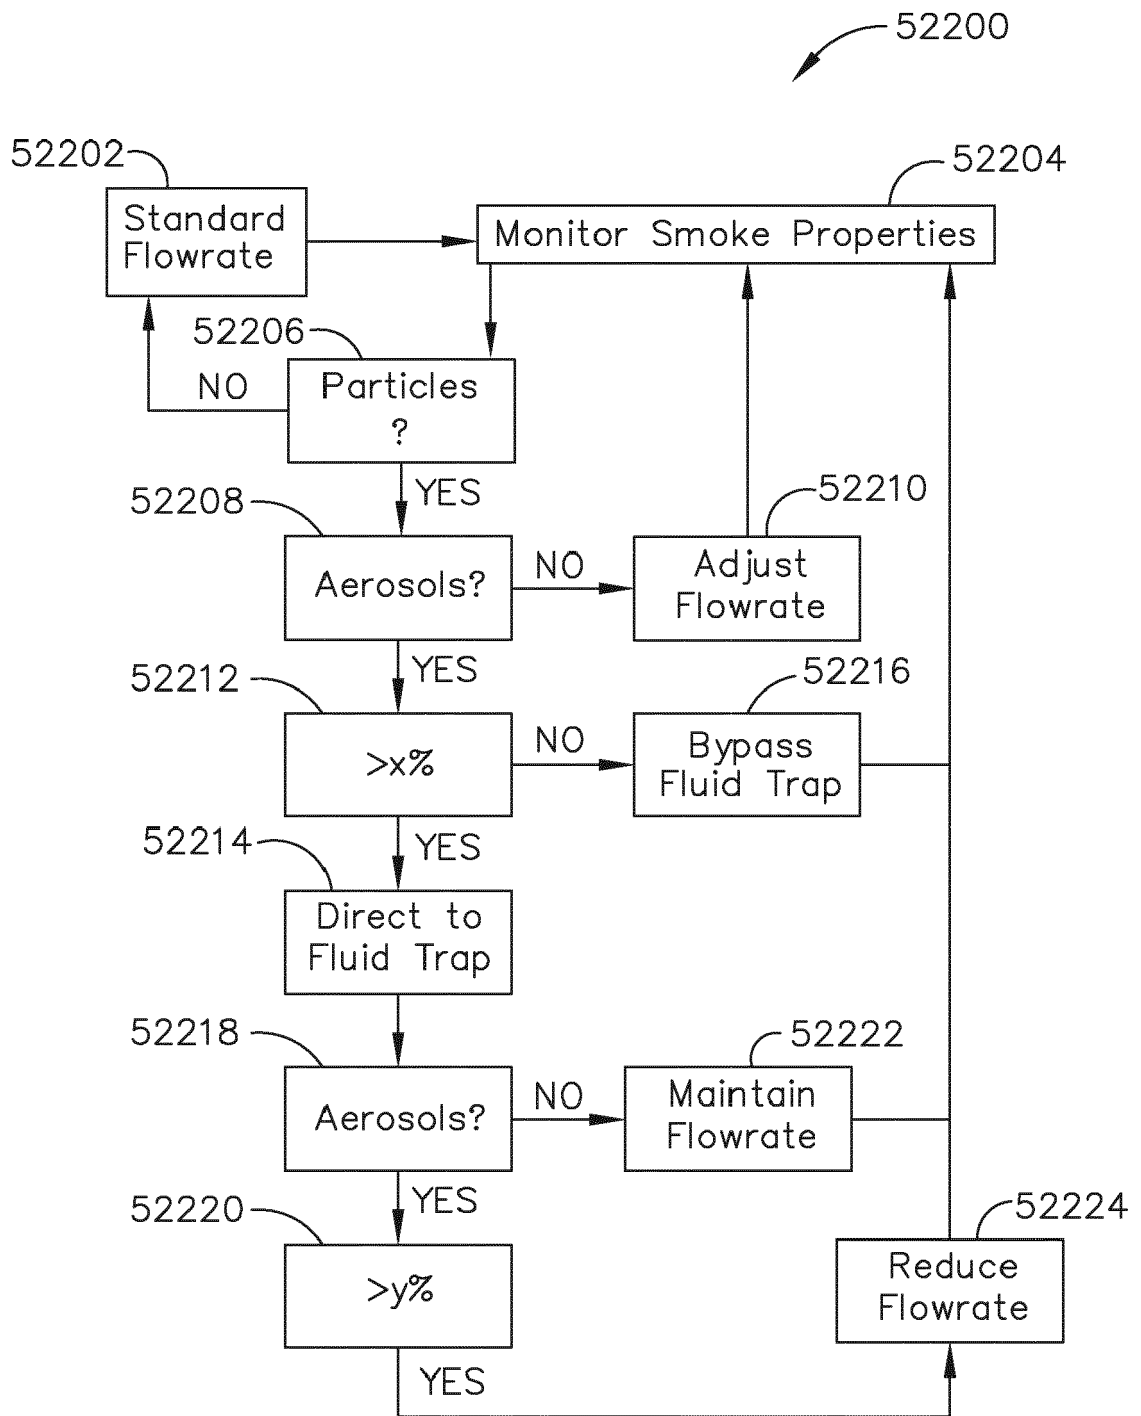 52200
52202
52204
Standard
Flowrate
Monitor Smoke Properties
52206
NO
Particles
?
YES
52208
52210
Aerosols?
NO
Adjust
Flowrate
YES
52212
52216
>x%
NO
Bypass
Fluid Trap
YES
52214
Direct to
Fluid Trap
52218
52222
Aerosols?
NO
Maintain
Flowrate
YES
52220
52224
>y%
Reduce
Flowrate
YES